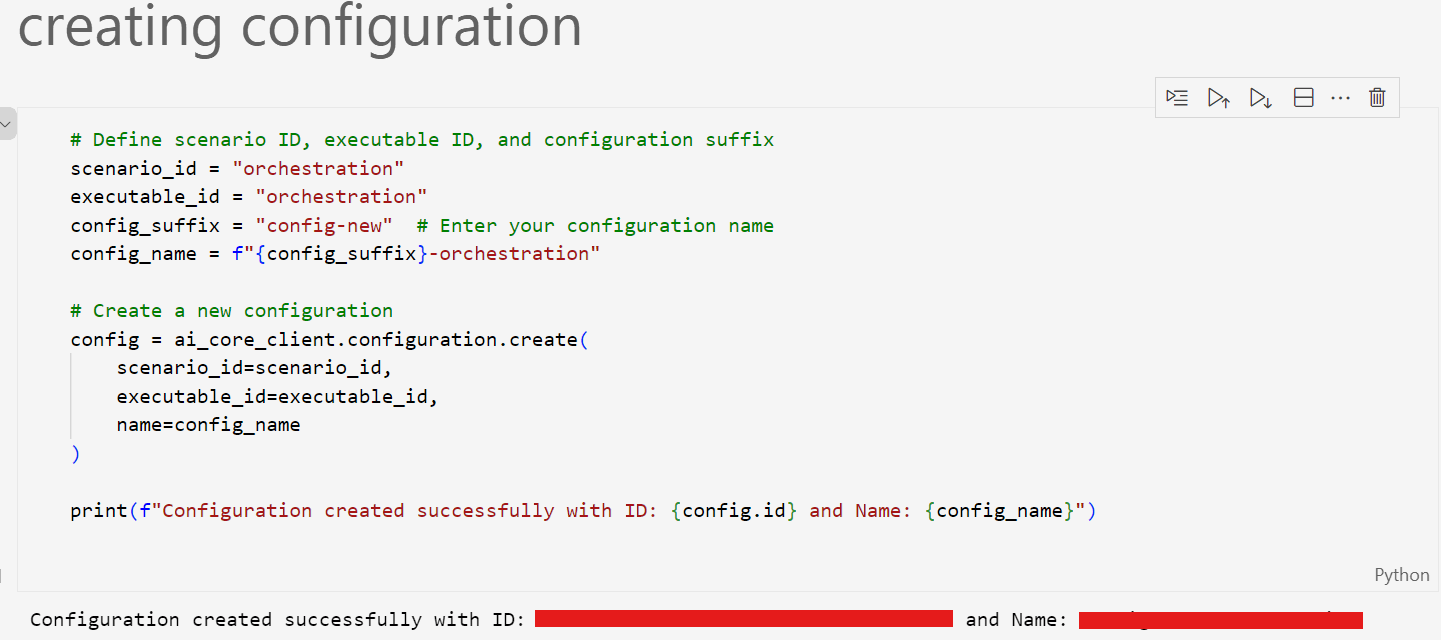 creating configuration
# Define scenario ID, executable ID, and configuration suffix
scenario_id = "orchestration"
executable_id = "orchestration"
config_suffix = "config-new"  # Enter your configuration name
config_name = f"{config_suffix}-orchestration"
# Create a new configuration
config = ai_core_client.configuration.create(
    scenario_id=scenario_id,
    executable_id=executable_id,
    name=config_name
)
print(f"Configuration created successfully with ID: {config.id} and Name: {config_name}")
Python
Configuration created successfully with ID: and Name: